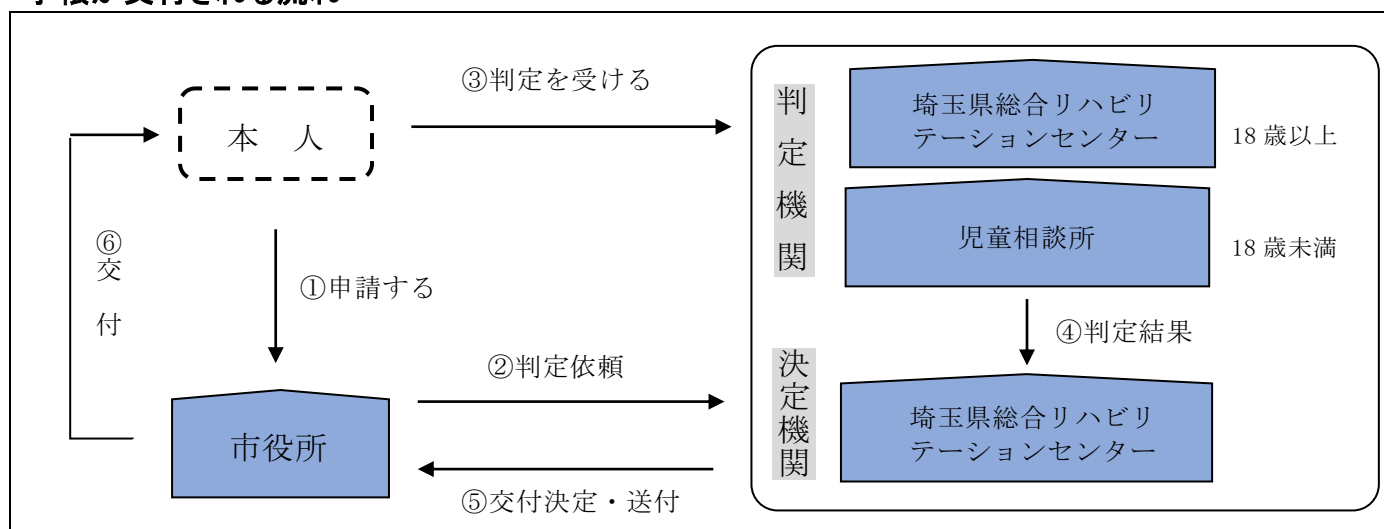 手帳が交付される流れ
本 人
③判定を受ける
判定機関
埼玉県総合リハビリ
テーションセンター
18 歳以上
児童相談所
18 歳未満
⑥交 付
①申請する
④判定結果
②判定依頼
決定機関
埼玉県総合リハビリ
テーションセンター
市役所
⑤交付決定・送付